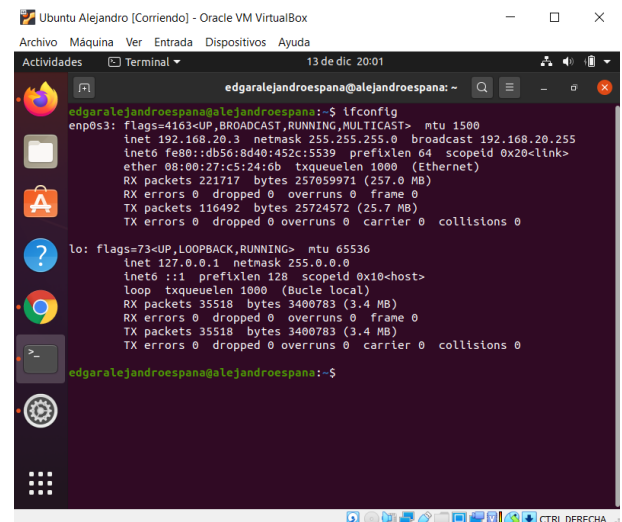 Ubuntu Alejandro [Corriendo] - Oracle VM VirtualBox
Archivo Máquina Ver Entrada Dispositivos Ayuda
Actividades Terminal 13 de dic 20:01
edgaralejandroespana@alejandroespana: ~
edgaralejandroespana@alejandroespana:~$ ifconfig
enp0s3: flags=4163<UP,BROADCAST,RUNNING,MULTICAST> mtu 1500
inet 192.168.20.3 netmask 255.255.255.0 broadcast 192.168.20.255
inet6 fe80::db56:8d40:452c:5539 prefixlen 64 scopeid 0x20<link>
ether 08:00:27:c5:24:6b txqueuelen 1000 (Ethernet)
RX packets 221717 bytes 257059971 (257.0 MB)
RX errors 0 dropped 0 overruns 0 frame 0
TX packets 116492 bytes 25724572 (25.7 MB)
TX errors 0 dropped 0 overruns 0 carrier 0 collisions 0
lo: flags=73<UP,LOOPBACK,RUNNING> mtu 65536
inet 127.0.0.1 netmask 255.0.0.0
inet6 ::1 prefixlen 128 scopeid 0x10<host>
loop txqueuelen 1000 (Bucle local)
RX packets 35518 bytes 3400783 (3.4 MB)
RX errors 0 dropped 0 overruns 0 frame 0
TX packets 35518 bytes 3400783 (3.4 MB)
TX errors 0 dropped 0 overruns 0 carrier 0 collisions 0
edgaralejandroespana@alejandroespana:~$
CTRL DERECHA